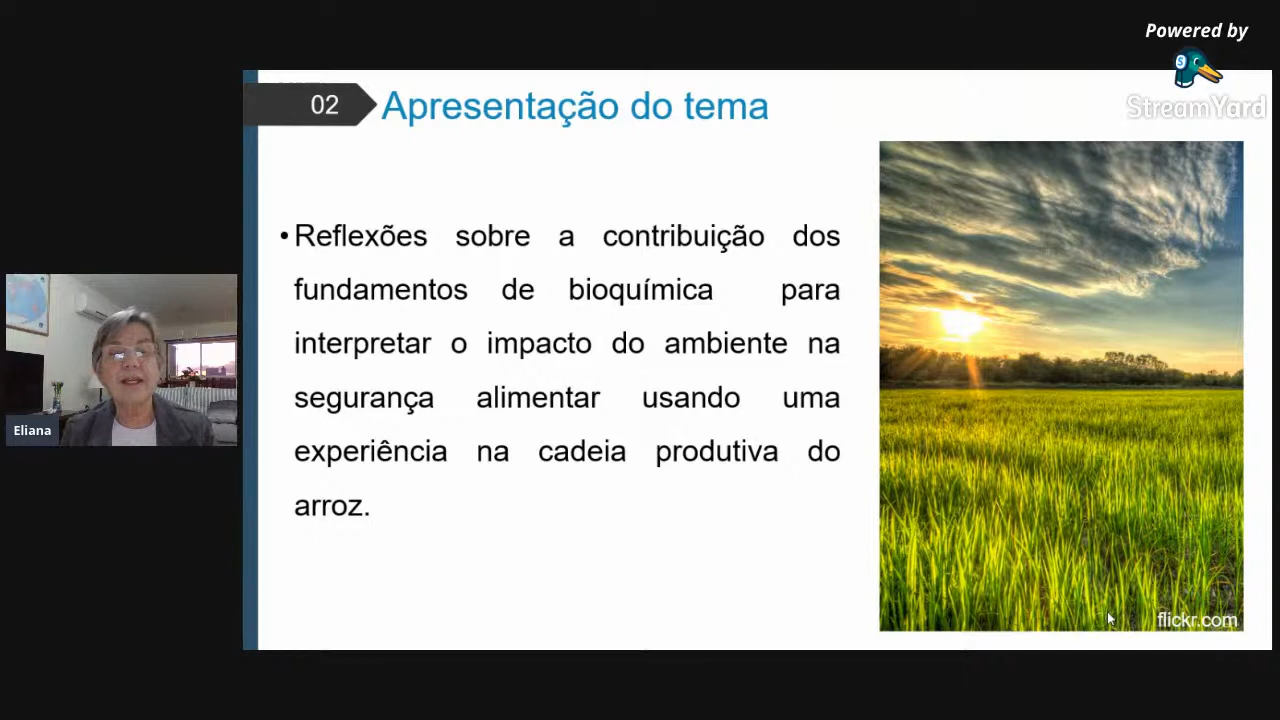 Powered by
StreamYard
02
Apresentação do tema
• Reflexões sobre a contribuição dos
fundamentos de bioquímica para
interpretar o impacto do ambiente na
segurança alimentar usando uma
experiência na cadeia produtiva do
arroz.
Eliana
flickr.com